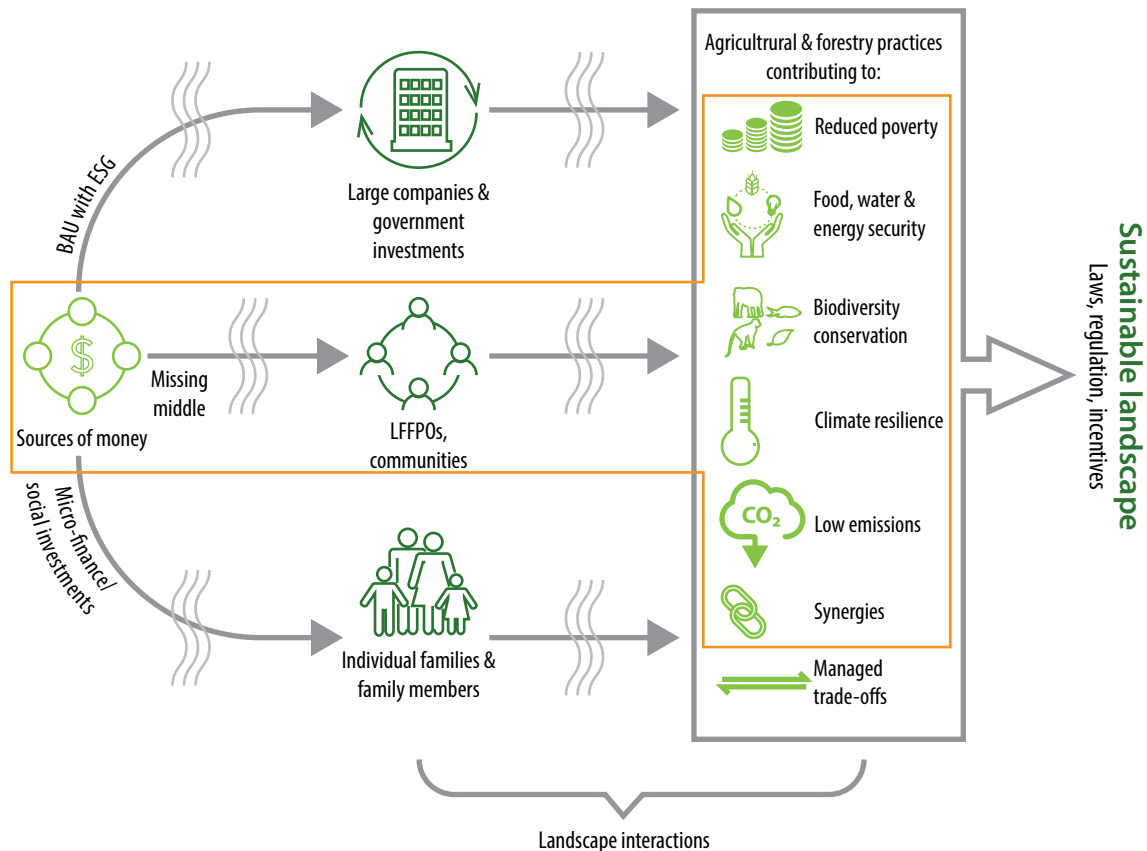 Agricultrural & forestry practices
contributing to:
BAU with ESG
Large companies &
government
investments
Reduced poverty
Food, water &
energy security
$
Sources of money
Missing
middle
LFFPOs,
communities
Biodiversity
conservation
Climate resilience
Micro-finance/
social investments
Individual families &
family members
CO₂
Low emissions
Synergies
Managed
trade-offs
Sustainable landscape
Laws, regulation, incentives
Landscape interactions